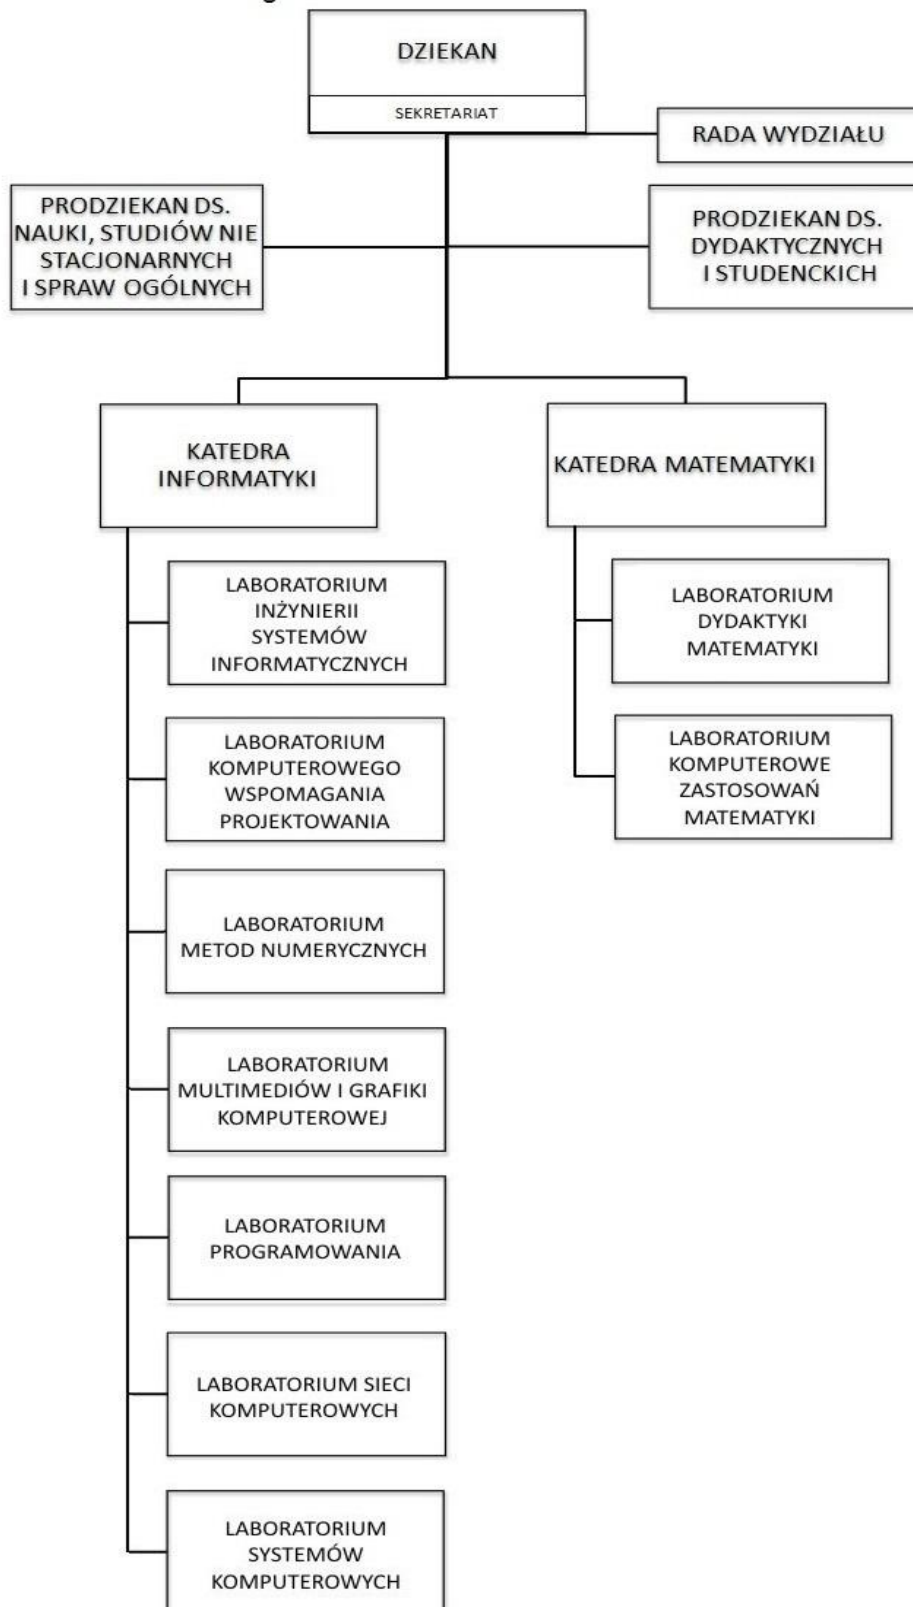 DZIEKAN
SEKRETARIAT
RADA WYDZIAŁU
PRODZIEKAN DS.
NAUKI, STUDIÓW NIE
STACJONARNYCH
I SPRAW OGÓLNYCH
PRODZIEKAN DS.
DYDAKTYCZNYCH
I STUDENCKICH
KATEDRA
INFORMATYKI
KATEDRA MATEMATYKI
LABORATORIUM
INŻYNIERII
SYSTEMÓW
INFORMATYCZNYCH
LABORATORIUM
KOMPUTEROWEGO
WSPOMAGANIA
PROJEKTOWANIA
LABORATORIUM
METOD NUMERYCZNYCH
LABORATORIUM
MULTIMEDIÓW I GRAFIKI
KOMPUTEROWEJ
LABORATORIUM
PROGRAMOWANIA
LABORATORIUM SIECI
KOMPUTEROWYCH
LABORATORIUM
SYSTEMÓW
KOMPUTEROWYCH
LABORATORIUM
DYDAKTYKI
MATEMATYKI
LABORATORIUM
KOMPUTEROWE
ZASTOSOWAŃ
MATEMATYKI